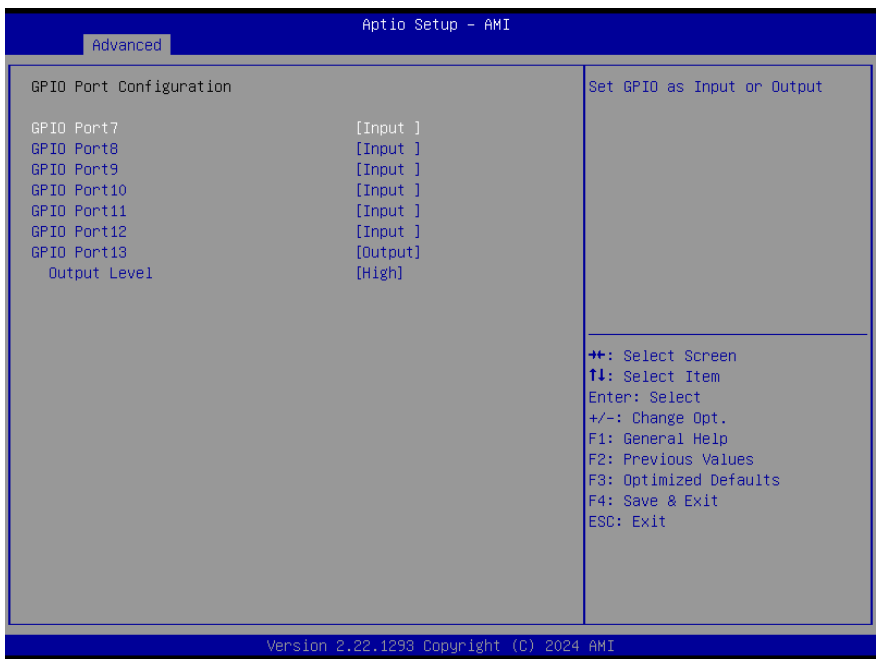 Aptio Setup – AMI
Advanced
GPIO Port Configuration
GPIO Port7 [Input ]
GPIO Port8 [Input ]
GPIO Port9 [Input ]
GPIO Port10 [Input ]
GPIO Port11 [Input ]
GPIO Port12 [Input ]
GPIO Port13 [Output]
Output Level [High]
Set GPIO as Input or Output
→←: Select Screen
↑↓: Select Item
Enter: Select
+/-: Change Opt.
F1: General Help
F2: Previous Values
F3: Optimized Defaults
F4: Save & Exit
ESC: Exit
Version 2.22.1293 Copyright (C) 2024 AMI